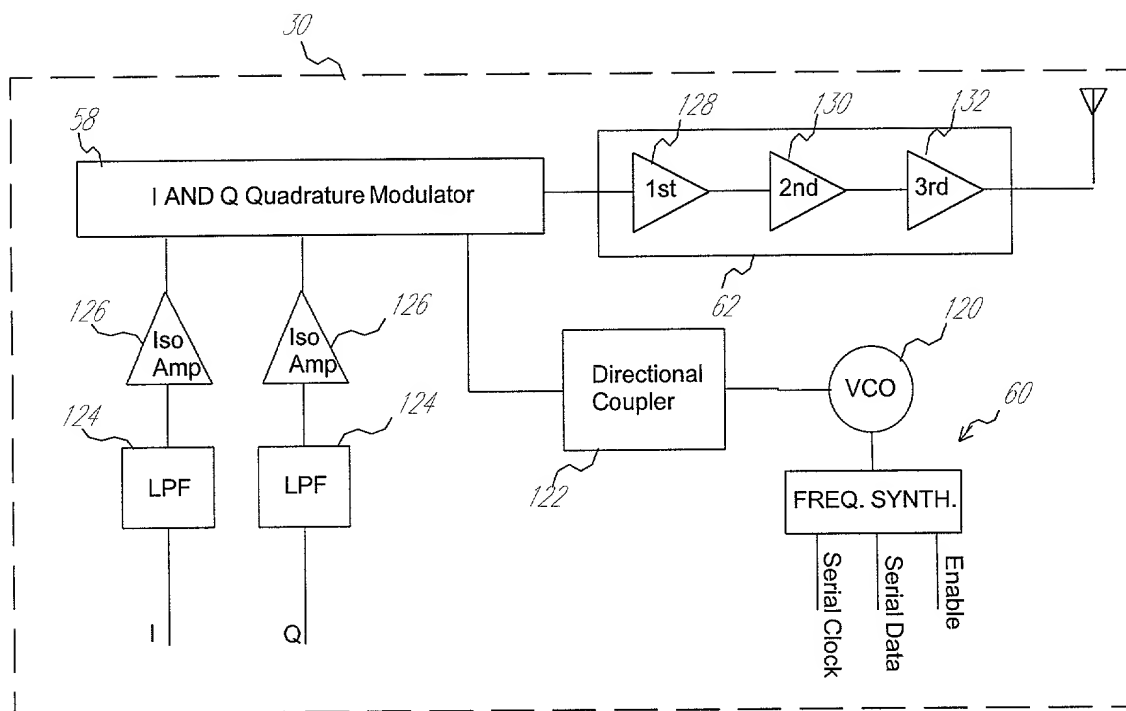 30
58
I AND Q Quadrature Modulator
128
130
132
1st
2nd
3rd
62
126
Iso
Amp
126
Iso
Amp
124
LPF
124
LPF
Directional
Coupler
122
120
VCO
60
FREQ. SYNTH.
Serial Clock
Serial Data
Enable
I
Q